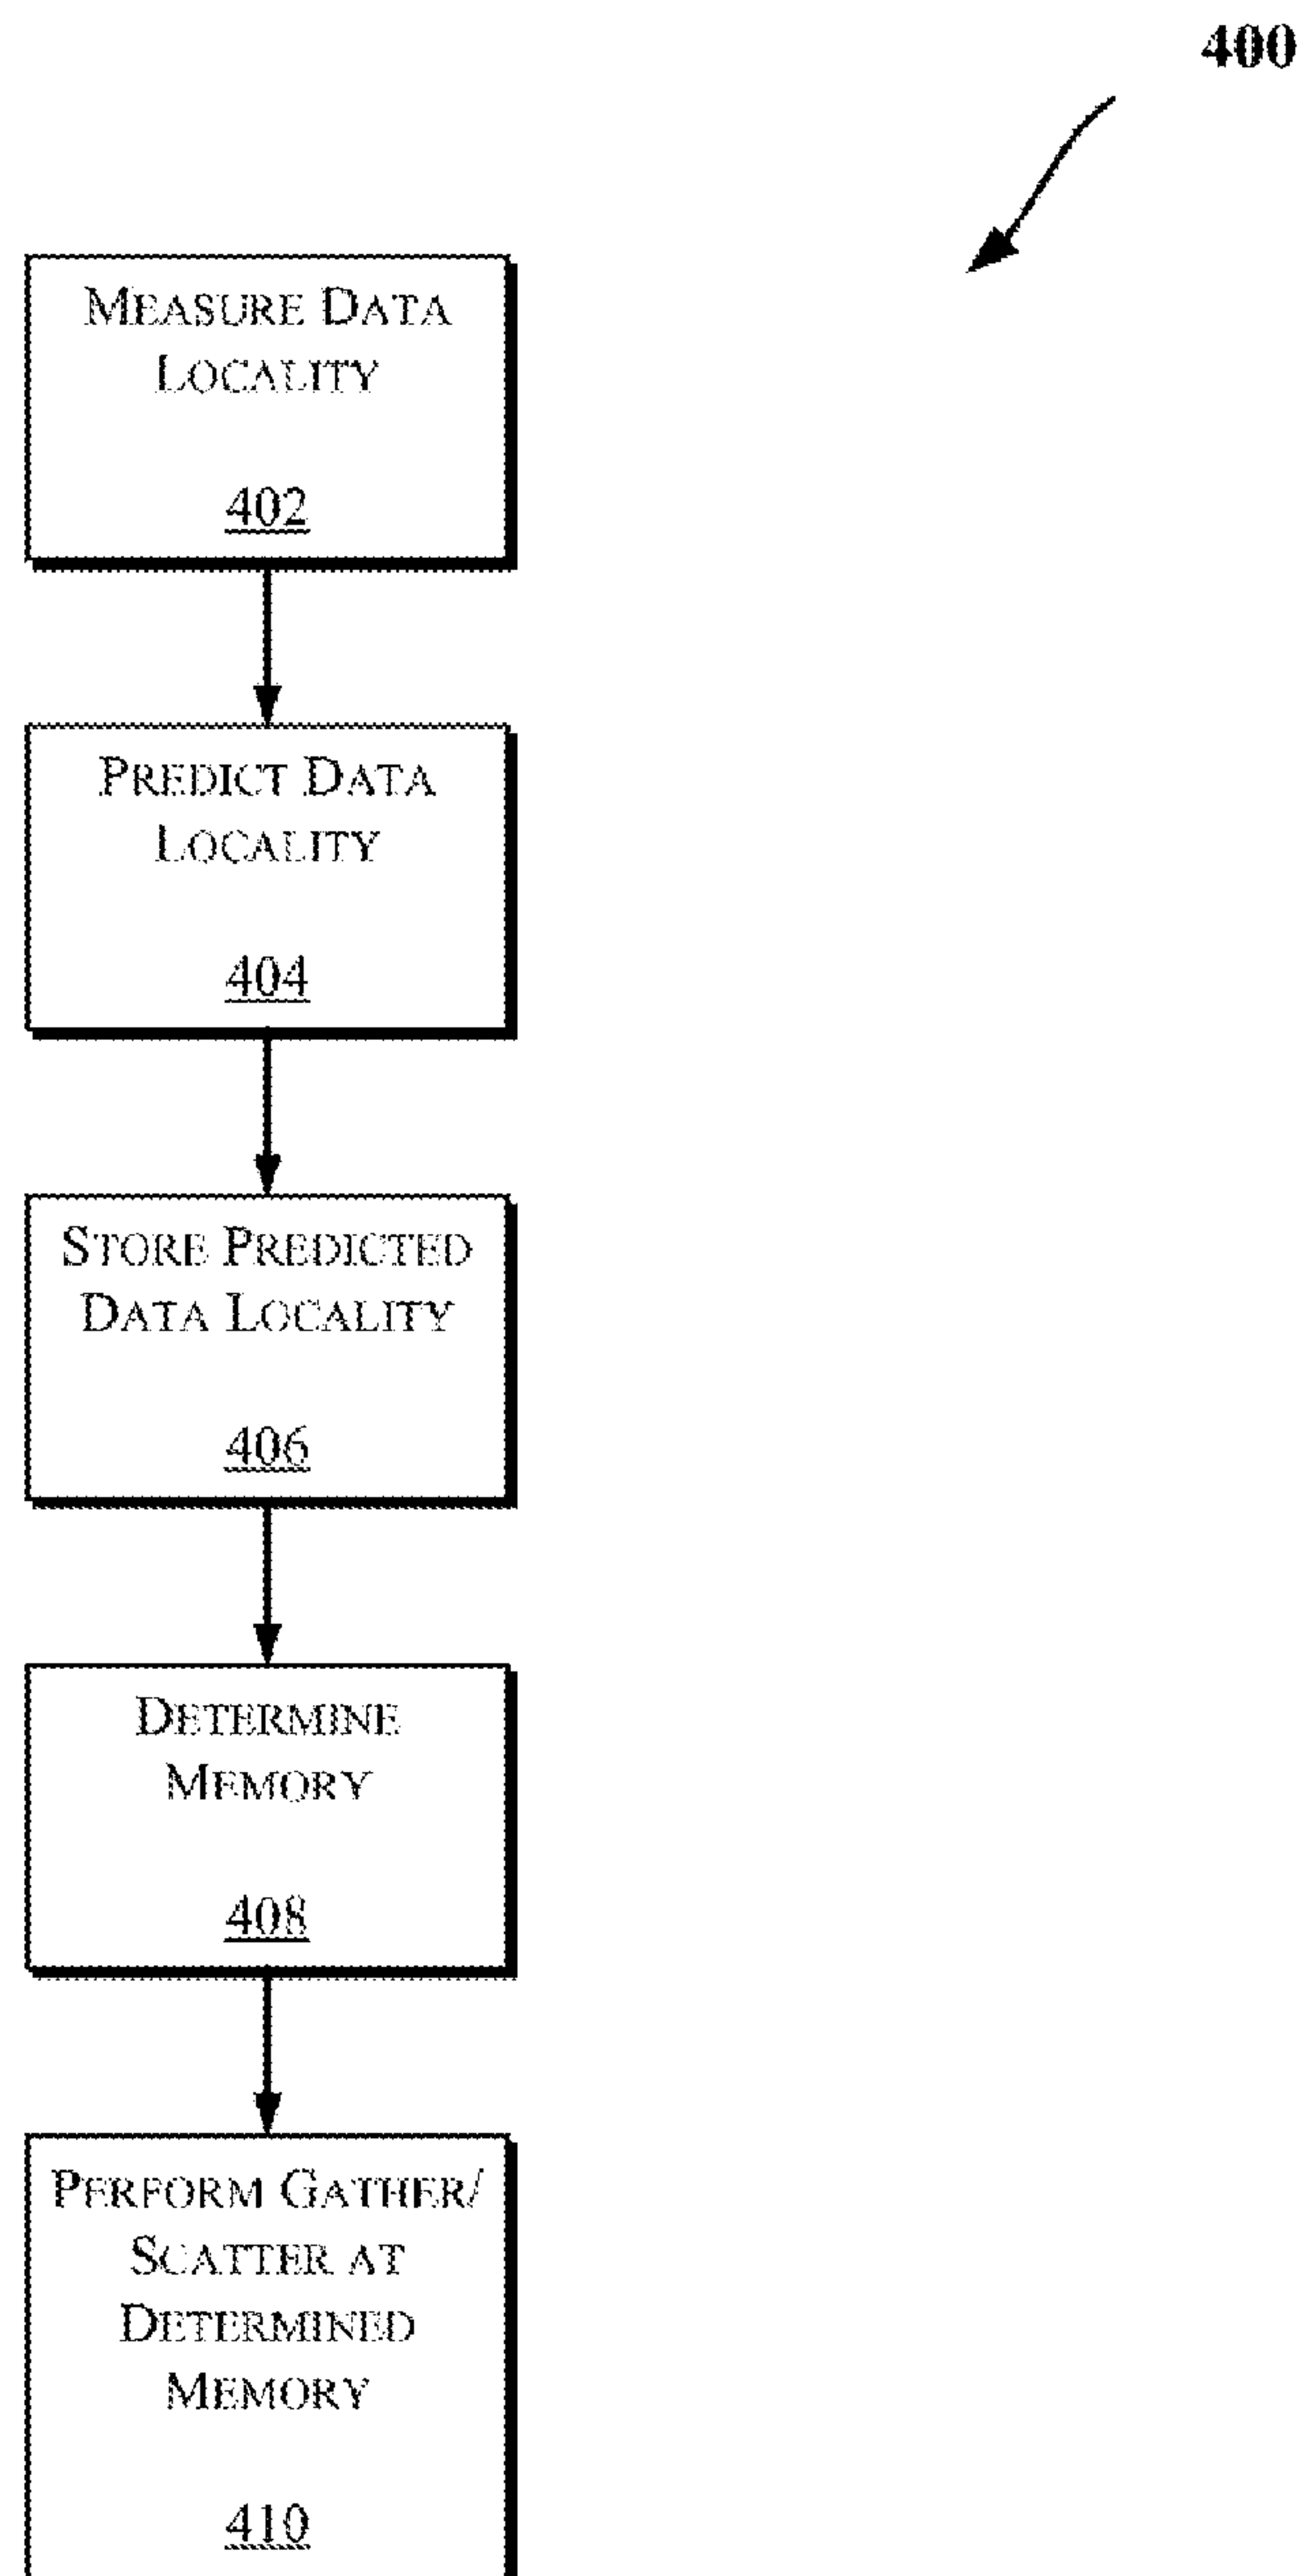 400
MEASURE DATA
LOCALITY
402
PREDICT DATA
LOCALITY
404
STORE PREDICTED
DATA LOCALITY
406
DETERMINE
MEMORY
408
PERFORM GATHER/
SCATTER AT
DETERMINED
MEMORY
410